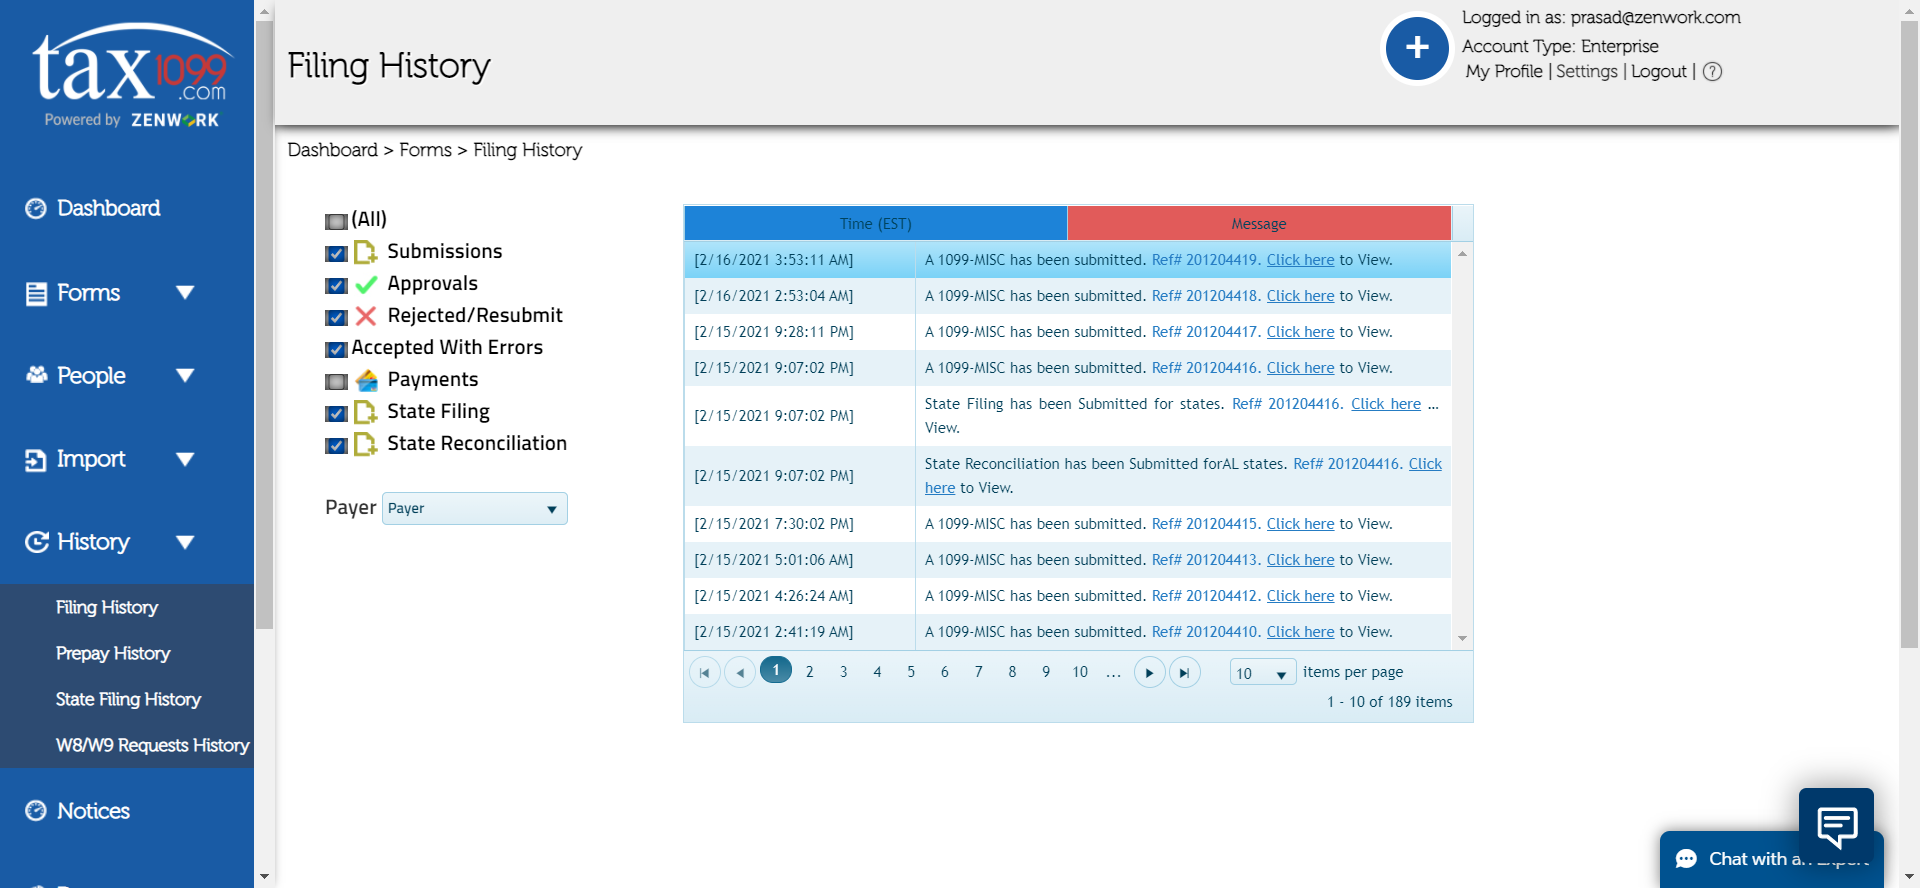 tax1099
.com
Powered by ZENWORK
Dashboard
Forms
People
Import
History
Filing History
Prepay History
State Filing History
W8/W9 Requests History
Notices
Filing History
+
Logged in as: prasad@zenwork.com
Account Type: Enterprise
My Profile | Settings | Logout | ?
Dashboard > Forms > Filing History
(All)
Submissions
Approvals
Rejected/Resubmit
Accepted With Errors
Payments
State Filing
State Reconciliation
Payer Payer
Time (EST) Message
[2/16/2021 3:53:11 AM] A 1099-MISC has been submitted. Ref# 201204419. Click here to View.
[2/16/2021 2:53:04 AM] A 1099-MISC has been submitted. Ref# 201204418. Click here to View.
[2/15/2021 9:28:11 PM] A 1099-MISC has been submitted. Ref# 201204417. Click here to View.
[2/15/2021 9:07:02 PM] A 1099-MISC has been submitted. Ref# 201204416. Click here to View.
[2/15/2021 9:07:02 PM] State Filing has been Submitted for states. Ref# 201204416. Click here ...
View.
[2/15/2021 9:07:02 PM] State Reconciliation has been Submitted forAL states. Ref# 201204416. Click
here to View.
[2/15/2021 7:30:02 PM] A 1099-MISC has been submitted. Ref# 201204415. Click here to View.
[2/15/2021 5:01:06 AM] A 1099-MISC has been submitted. Ref# 201204413. Click here to View.
[2/15/2021 4:26:24 AM] A 1099-MISC has been submitted. Ref# 201204412. Click here to View.
[2/15/2021 2:41:19 AM] A 1099-MISC has been submitted. Ref# 201204410. Click here to View.
1 2 3 4 5 6 7 8 9 10 ... 10 items per page
1 - 10 of 189 items
Chat with an Expert